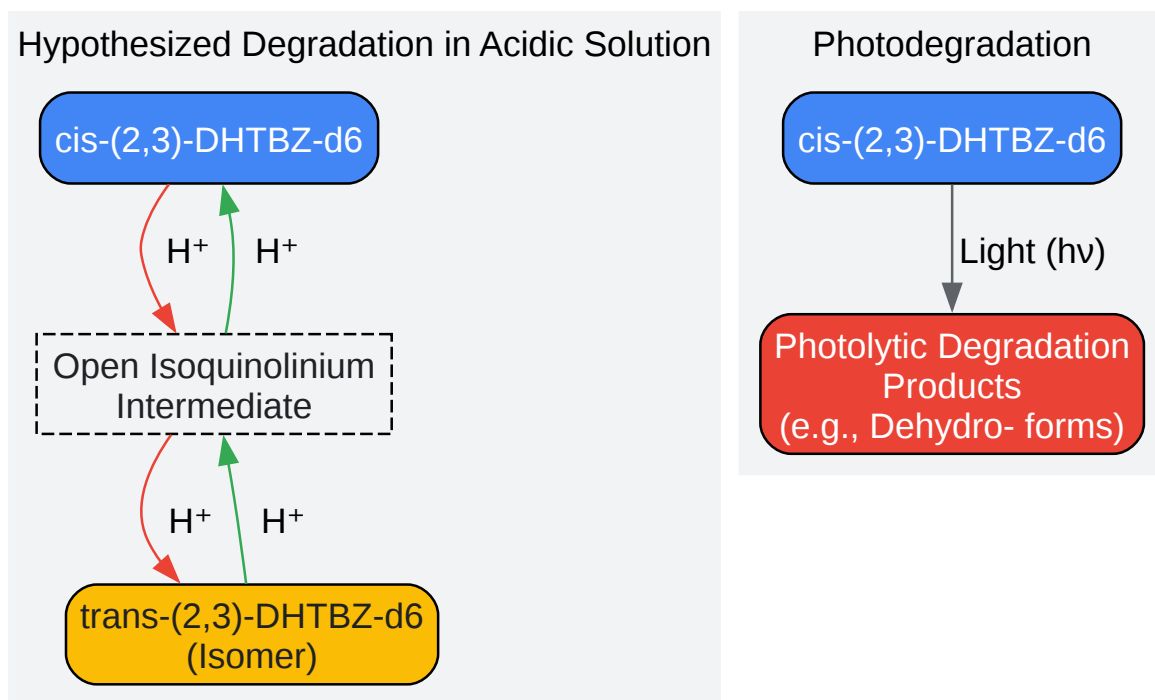 Hypothesized Degradation in Acidic Solution
cis-(2,3)-DHTBZ-d6
H⁺
H⁺
Open Isoquinolinium
Intermediate
H⁺
H⁺
trans-(2,3)-DHTBZ-d6
(Isomer)
Photodegradation
cis-(2,3)-DHTBZ-d6
Light (hν)
Photolytic Degradation
Products
(e.g., Dehydro- forms)